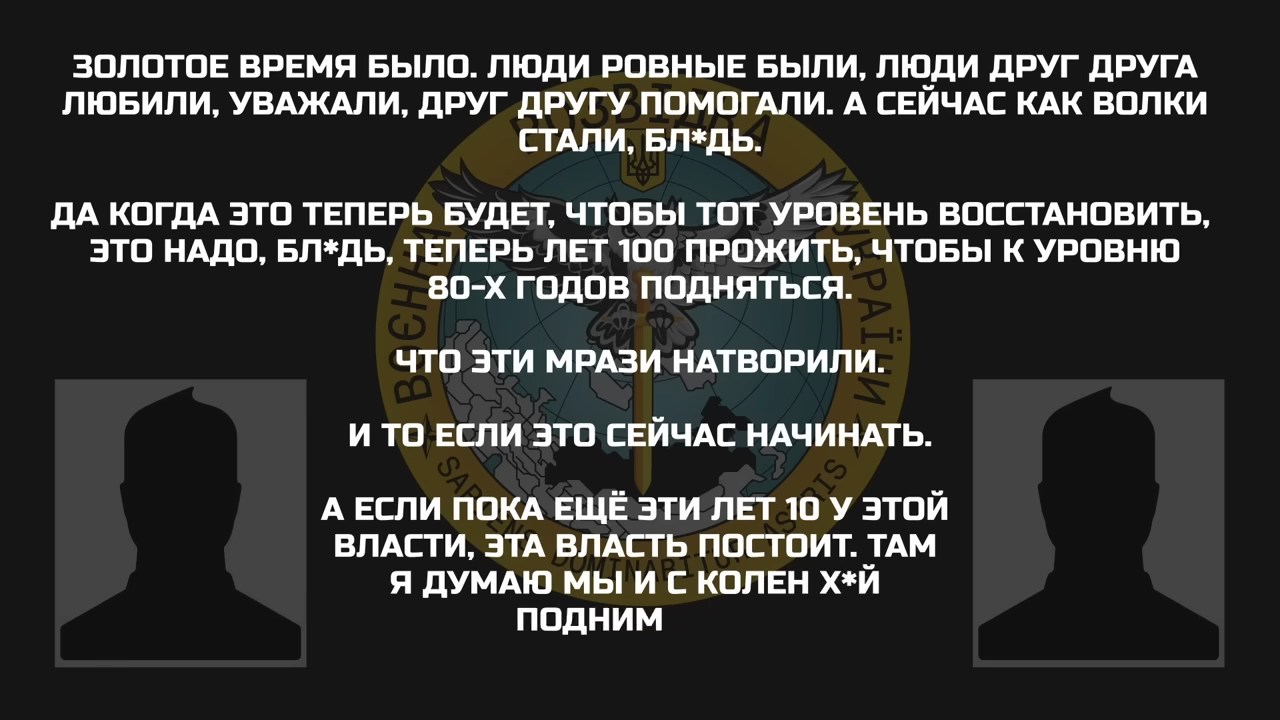 ЗОЛОТОЕ ВРЕМЯ БЫЛО. ЛЮДИ РОВНЫЕ БЫЛИ, ЛЮДИ ДРУГ ДРУГА
ЛЮБИЛИ, УВАЖАЛИ, ДРУГ ДРУГУ ПОМОГАЛИ. А СЕЙЧАС КАК ВОЛКИ
СТАЛИ, БЛ*ДЬ.
ДА КОГДА ЭТО ТЕПЕРЬ БУДЕТ, ЧТОБЫ ТОТ УРОВЕНЬ ВОССТАНОВИТЬ,
ЭТО НАДО, БЛ*ДЬ, ТЕПЕРЬ ЛЕТ 100 ПРОЖИТЬ, ЧТОБЫ К УРОВНЮ
80-Х ГОДОВ ПОДНЯТЬСЯ.
ЧТО ЭТИ МРАЗИ НАТВОРИЛИ.
И ТО ЕСЛИ ЭТО СЕЙЧАС НАЧИНАТЬ.
А ЕСЛИ ПОКА ЕЩЁ ЭТИ ЛЕТ 10 У ЭТОЙ
ВЛАСТИ, ЭТА ВЛАСТЬ ПОСТОИТ. ТАМ
Я ДУМАЮ МЫ И С КОЛЕН Х*Й
ПОДНИМ
ВОЄННА РОЗВІДКА УКРАЇНИ